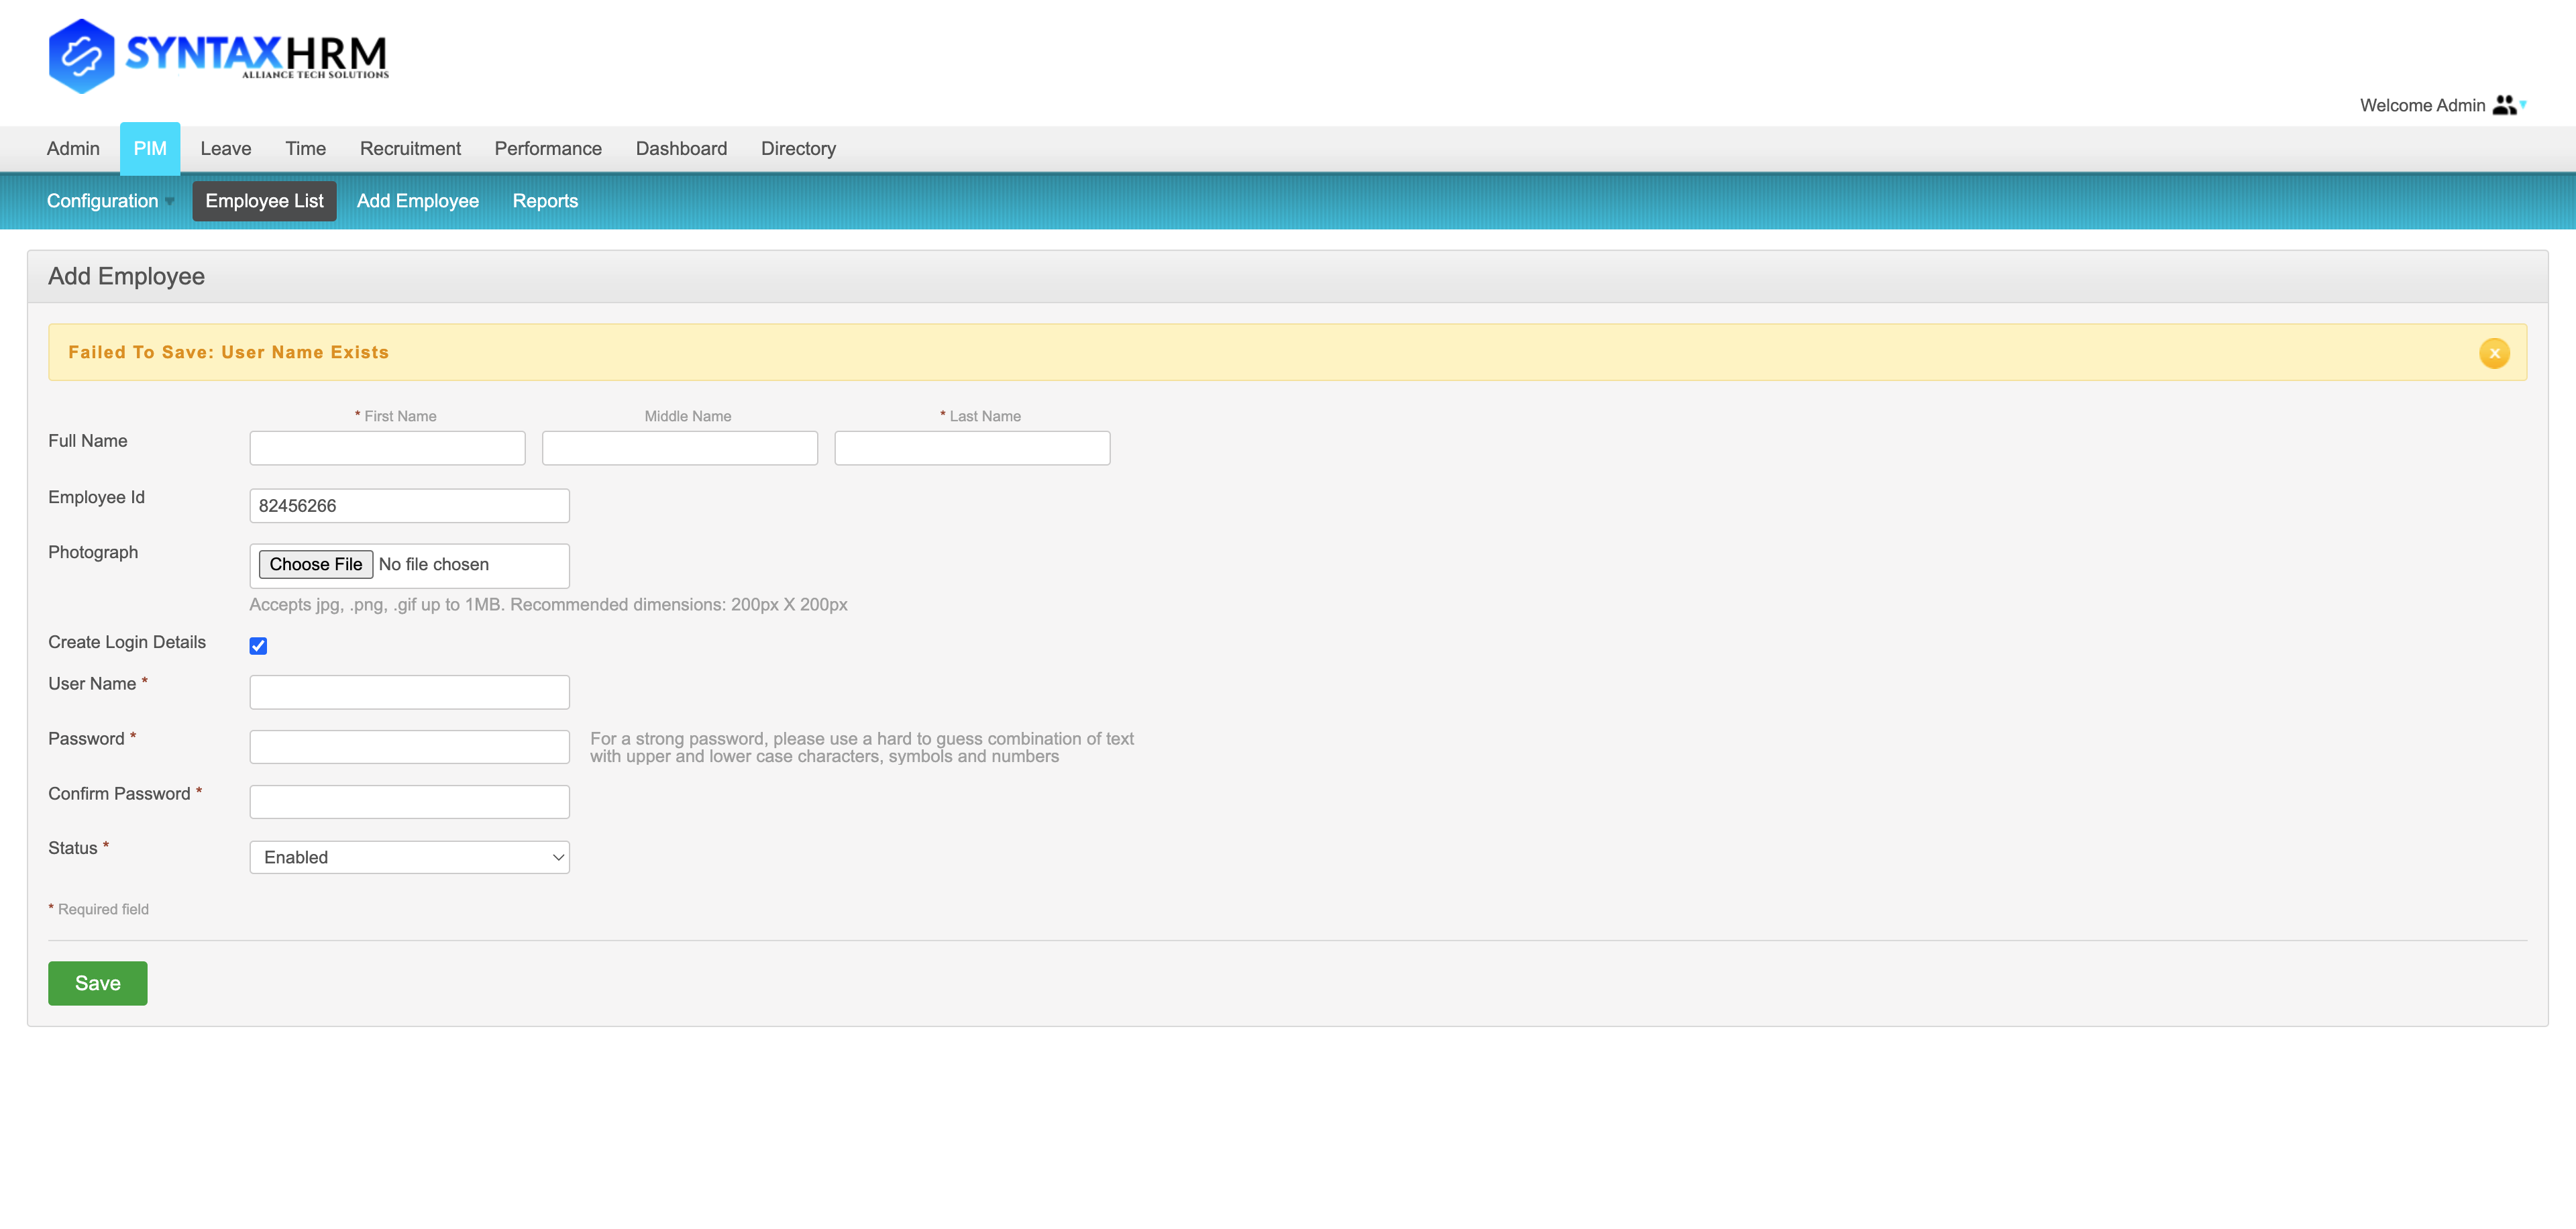 SYNTAXHRM
ALLIANCE TECH SOLUTIONS
Welcome Admin
Admin PIM Leave Time Recruitment Performance Dashboard Directory
Configuration Employee List Add Employee Reports
Add Employee
Failed To Save: User Name Exists
x
* First Name Middle Name * Last Name
Full Name
Employee Id 82456266
Photograph Choose File No file chosen
Accepts jpg, .png, .gif up to 1MB. Recommended dimensions: 200px X 200px
Create Login Details
User Name *
Password * For a strong password, please use a hard to guess combination of text
with upper and lower case characters, symbols and numbers
Confirm Password *
Status * Enabled
* Required field
Save